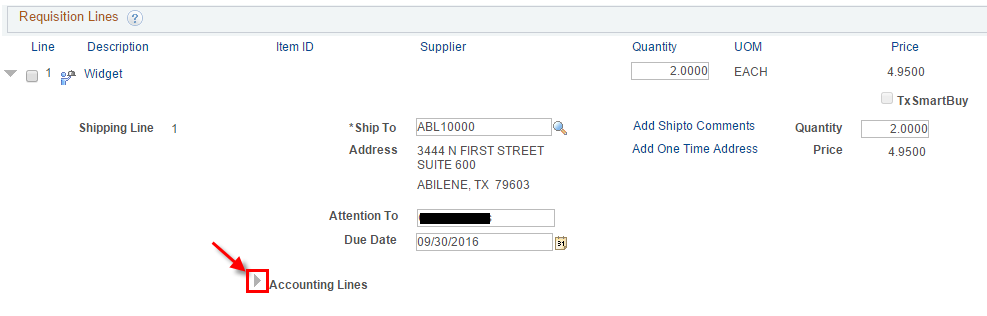 Requisition Lines ?
Line Description Item ID Supplier Quantity UOM Price
1 Widget 2.0000 EACH 4.9500
TxSmartBuy
Shipping Line 1 *Ship To ABL10000 Add Shipto Comments Quantity 2.0000
Address 3444 N FIRST STREET Add One Time Address Price 4.9500
SUITE 600
ABILENE, TX 79603
Attention To
Due Date 09/30/2016 31
Accounting Lines